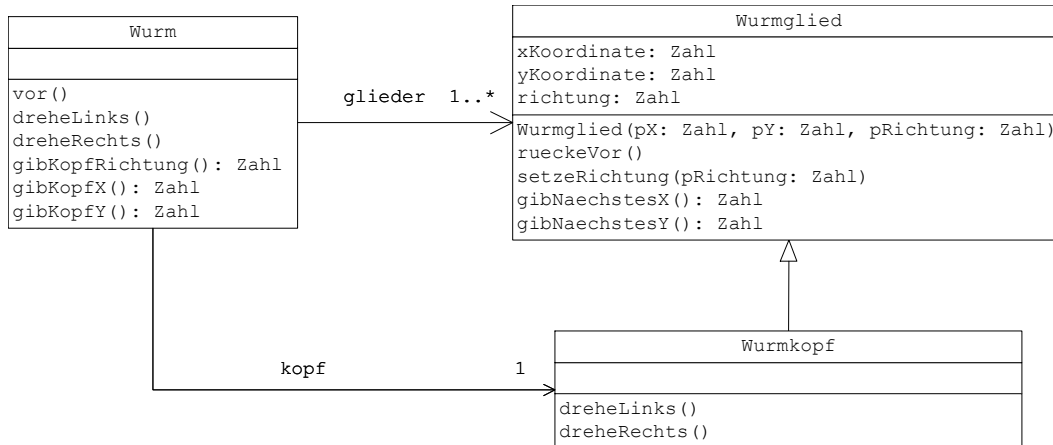 Wurm
vor()
dreheLinks()
dreheRechts()
gibKopfRichtung(): Zahl
gibKopfX(): Zahl
gibKopfY(): Zahl
glieder 1..*
Wurmglied
xKoordinate: Zahl
yKoordinate: Zahl
richtung: Zahl
Wurmglied(pX: Zahl, pY: Zahl, pRichtung: Zahl)
rueckeVor()
setzeRichtung(pRichtung: Zahl)
gibNaechstesX(): Zahl
gibNaechstesY(): Zahl
kopf 1
Wurmkopf
dreheLinks()
dreheRechts()